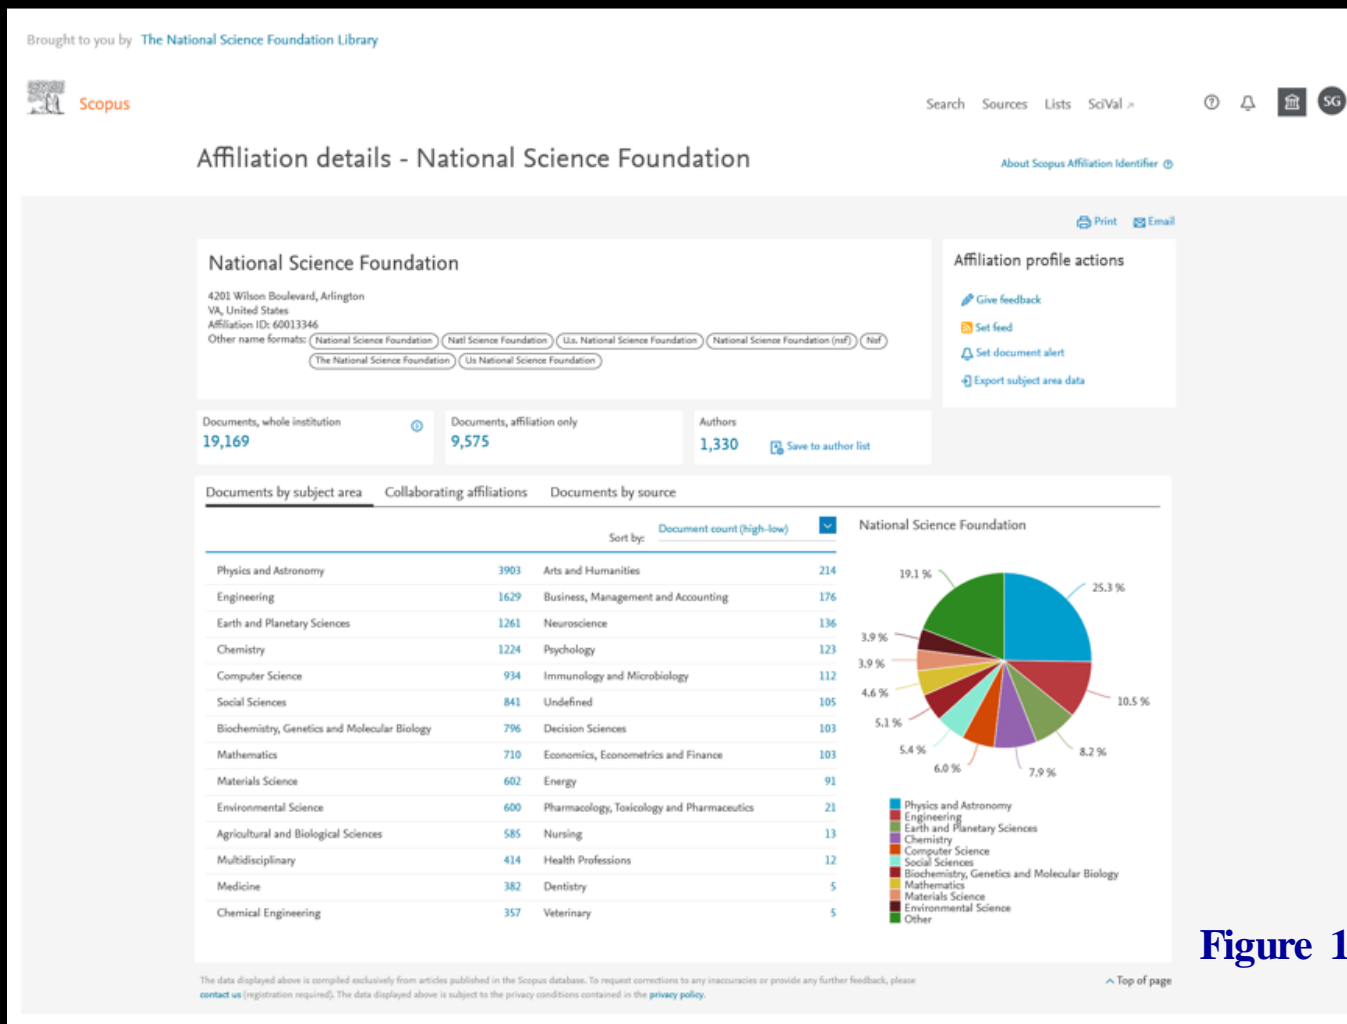 Brought to you by The National Science Foundation Library
Scopus
Search Sources Lists SciVal ↗
SG
Affiliation details - National Science Foundation
About Scopus Affiliation Identifier
Print Email
National Science Foundation
4201 Wilson Boulevard, Arlington
VA, United States
Affiliation ID: 60013346
Other name formats: National Science Foundation Natl Science Foundation U.s. National Science Foundation National Science Foundation (nsf) Nsf
The National Science Foundation Us National Science Foundation
Affiliation profile actions
Give feedback
Set feed
Set document alert
Export subject area data
Documents, whole institution
19,169
Documents, affiliation only
9,575
Authors
1,330 Save to author list
Documents by subject area Collaborating affiliations Documents by source
Sort by: Document count (high-low)
Physics and Astronomy 3903 Arts and Humanities 214
Engineering 1629 Business, Management and Accounting 176
Earth and Planetary Sciences 1261 Neuroscience 136
Chemistry 1224 Psychology 123
Computer Science 934 Immunology and Microbiology 112
Social Sciences 841 Undefined 105
Biochemistry, Genetics and Molecular Biology 796 Decision Sciences 103
Mathematics 710 Economics, Econometrics and Finance 103
Materials Science 602 Energy 91
Environmental Science 600 Pharmacology, Toxicology and Pharmaceutics 21
Agricultural and Biological Sciences 585 Nursing 13
Multidisciplinary 414 Health Professions 12
Medicine 382 Dentistry 5
Chemical Engineering 357 Veterinary 5
National Science Foundation
19.1 %
25.3 %
3.9 %
3.9 %
4.6 %
10.5 %
5.1 %
5.4 %
8.2 %
6.0 %
7.9 %
Physics and Astronomy
Engineering
Earth and Planetary Sciences
Chemistry
Computer Science
Social Sciences
Biochemistry, Genetics and Molecular Biology
Mathematics
Materials Science
Environmental Science
Other
Figure 1
The data displayed above is compiled exclusively from articles published in the Scopus database. To request corrections to any inaccuracies or provide any further feedback, please
contact us (registration required). The data displayed above is subject to the privacy conditions contained in the privacy policy.
Top of page